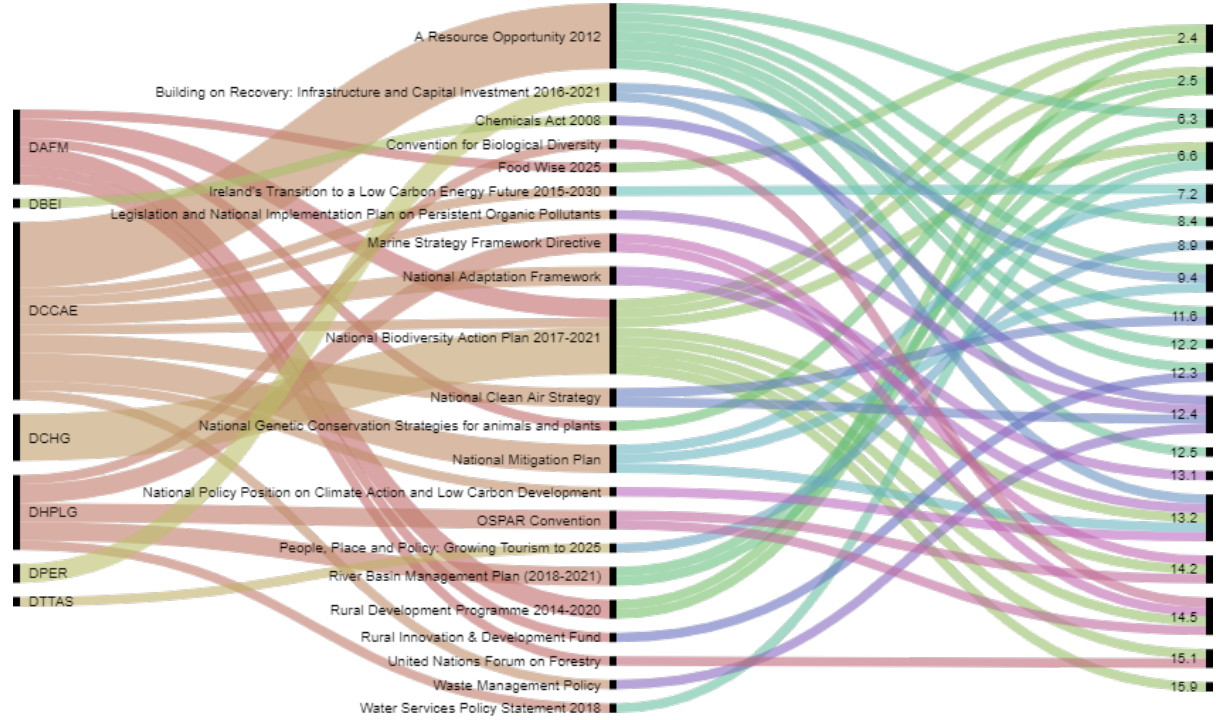 DAFM
DBEI
DCCAE
DCHG
DHPLG
DPER
DTTAS
A Resource Opportunity 2012
Building on Recovery: Infrastructure and Capital Investment 2016-2021
Chemicals Act 2008
Convention for Biological Diversity
Food Wise 2025
Ireland's Transition to a Low Carbon Energy Future 2015-2030
Legislation and National Implementation Plan on Persistent Organic Pollutants
Marine Strategy Framework Directive
National Adaptation Framework
National Biodiversity Action Plan 2017-2021
National Clean Air Strategy
National Genetic Conservation Strategies for animals and plants
National Mitigation Plan
National Policy Position on Climate Action and Low Carbon Development
OSPAR Convention
People, Place and Policy: Growing Tourism to 2025
River Basin Management Plan (2018-2021)
Rural Development Programme 2014-2020
Rural Innovation & Development Fund
United Nations Forum on Forestry
Waste Management Policy
Water Services Policy Statement 2018
2.4
2.5
6.3
6.6
7.2
8.4
8.9
9.4
11.6
12.2
12.3
12.4
12.5
13.1
13.2
14.2
14.5
15.1
15.9